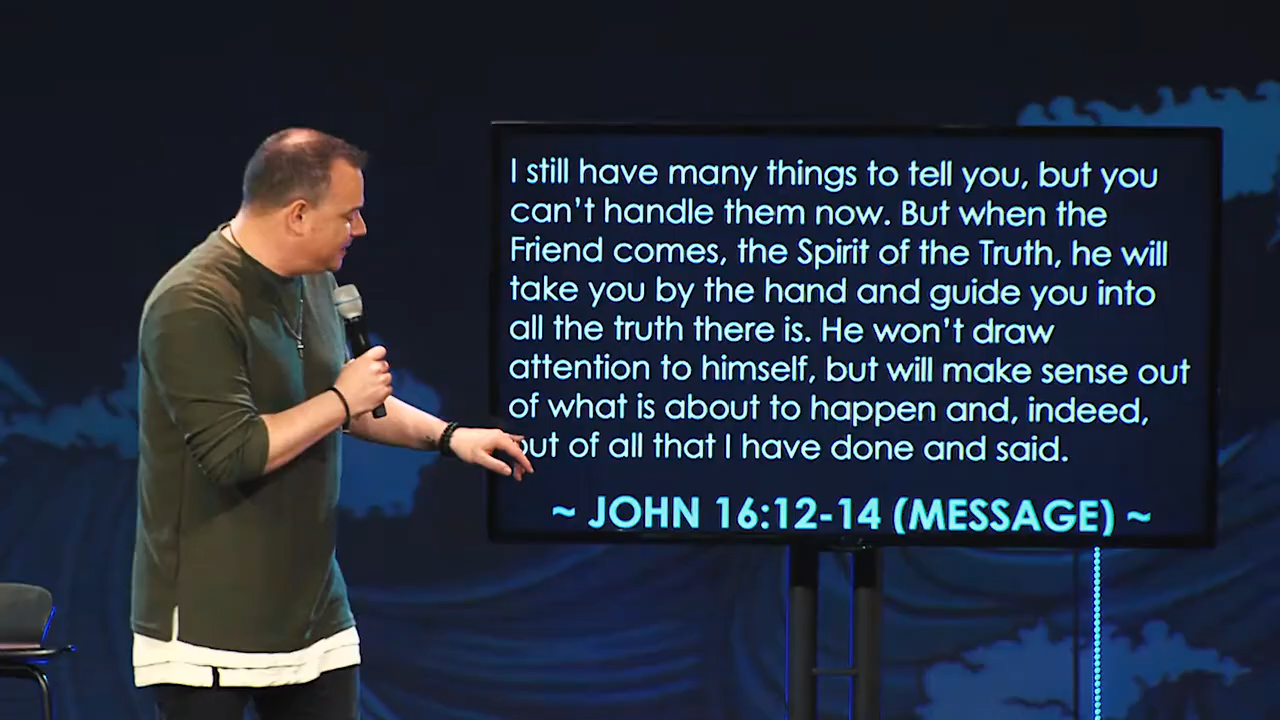 I still have many things to tell you, but you
can't handle them now. But when the
Friend comes, the Spirit of the Truth, he will
take you by the hand and guide you into
all the truth there is. He won't draw
attention to himself, but will make sense out
of what is about to happen and, indeed,
out of all that I have done and said.
~ JOHN 16:12-14 (MESSAGE) ~